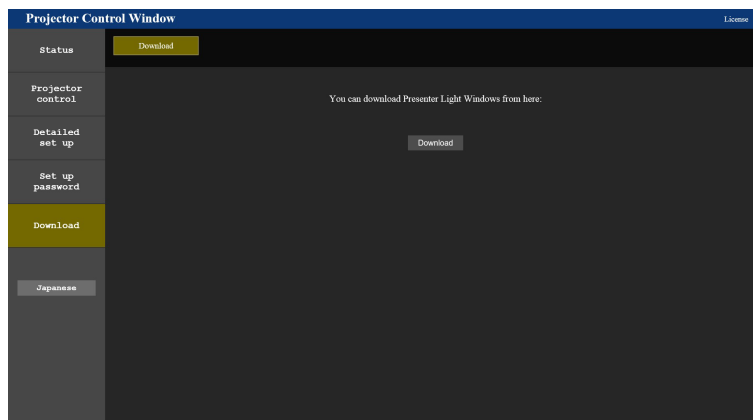 Projector Control Window
License
Status
Download
Projector
control
You can download Presenter Light Windows from here:
Detailed
set up
Download
Set up
password
Download
Japanese